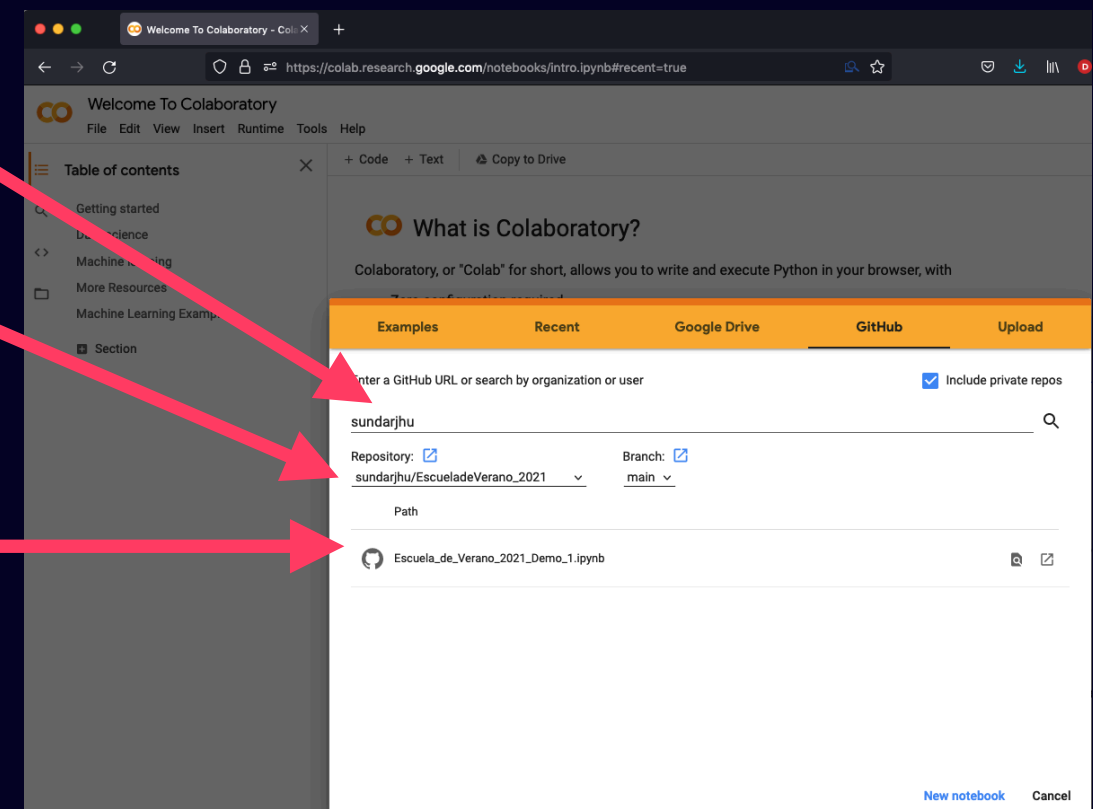 Welcome To Colaboratory - Cola
https://colab.research.google.com/notebooks/intro.ipynb#recent=true
Welcome To Colaboratory
File Edit View Insert Runtime Tools Help
Table of contents
+ Code + Text Copy to Drive
Getting started
Machine
More Resources
Machine Learning
Section
What is Colaboratory?
Colaboratory, or "Colab" for short, allows you to write and execute Python in your browser, with
Zero configuration required
Examples Recent Google Drive GitHub Upload
Enter a GitHub URL or search by organization or user
Include private repos
sundarjhu
Repository: Branch:
sundarjhu/EscueladeVerano_2021 main
Path
Escuela_de_Verano_2021_Demo_1.ipynb
New notebook Cancel